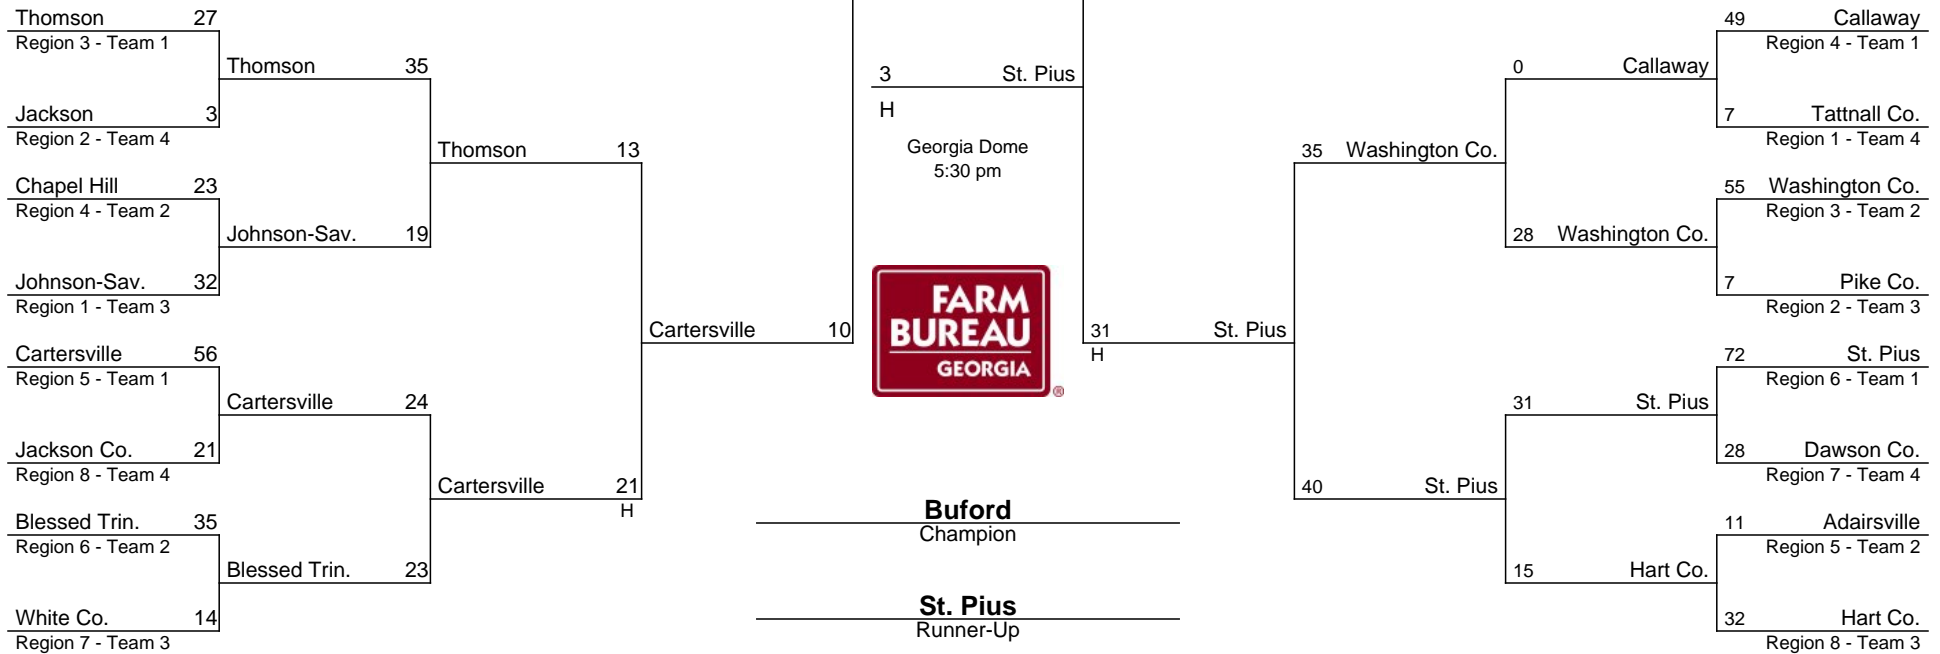 Thomson 27
Region 3 - Team 1
Thomson 35
Jackson 3
Region 2 - Team 4
Thomson 13
Chapel Hill 23
Region 4 - Team 2
Johnson-Sav. 19
Johnson-Sav. 32
Region 1 - Team 3
Cartersville 10
Cartersville 56
Region 5 - Team 1
Cartersville 24
Jackson Co. 21
Region 8 - Team 4
Cartersville 21
H
Blessed Trin. 35
Region 6 - Team 2
Blessed Trin. 23
White Co. 14
Region 7 - Team 3
3 St. Pius
H
Georgia Dome
5:30 pm
FARM
BUREAU
GEORGIA
®
Buford
Champion
St. Pius
Runner-Up
49 Callaway
Region 4 - Team 1
0 Callaway
7 Tattnall Co.
Region 1 - Team 4
35 Washington Co.
55 Washington Co.
Region 3 - Team 2
28 Washington Co.
7 Pike Co.
Region 2 - Team 3
31 St. Pius
H
72 St. Pius
Region 6 - Team 1
31 St. Pius
28 Dawson Co.
Region 7 - Team 4
40 St. Pius
11 Adairsville
Region 5 - Team 2
15 Hart Co.
32 Hart Co.
Region 8 - Team 3